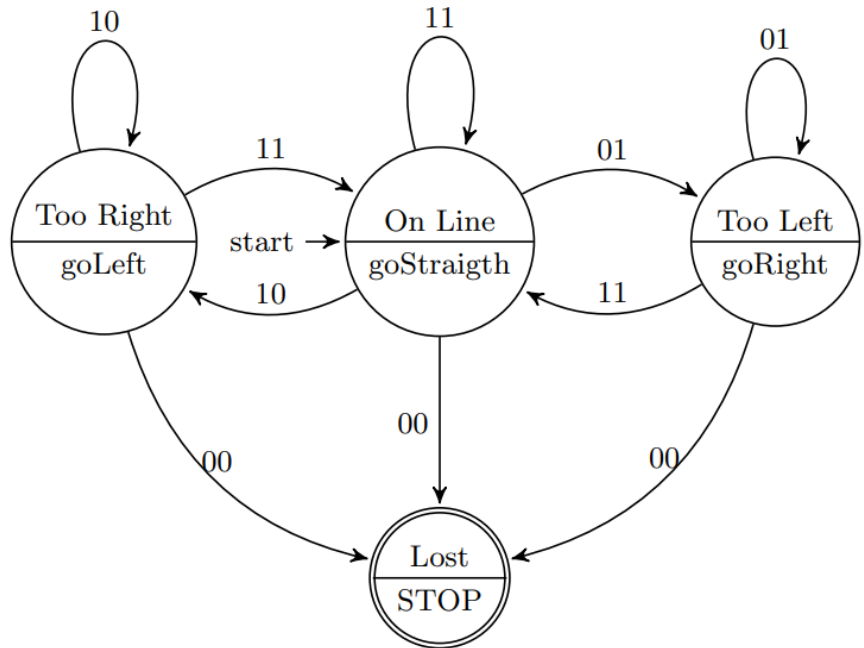 10
11
01
11
01
Too Right
goLeft
start
On Line
goStraigth
Too Left
goRight
10
11
00
00
00
Lost
STOP